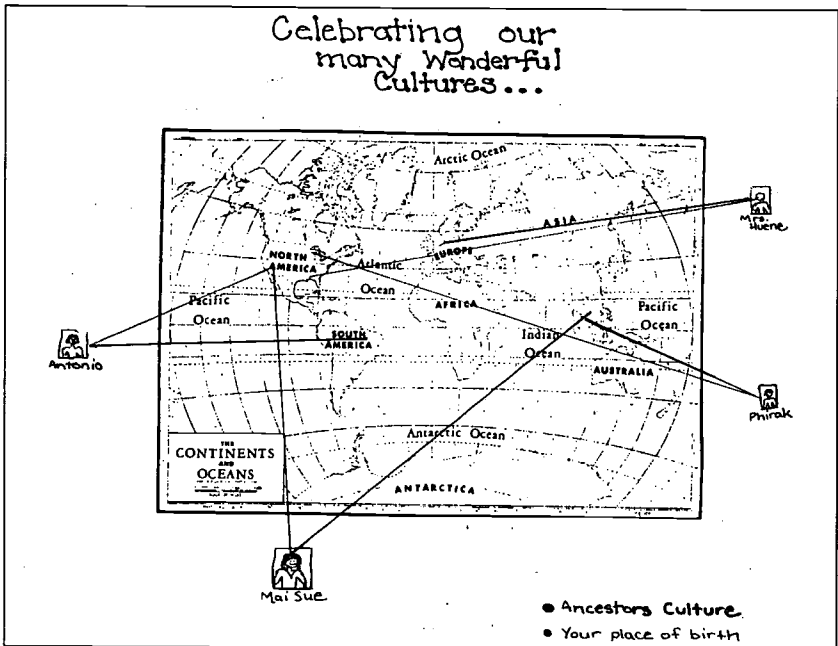 Celebrating our
many Wonderful
Cultures...
Arctic Ocean
ASIA
Mrs.
Huene
EUROPE
NORTH
AMERICA
Atlantic
Ocean
Pacific
Ocean
AFRICA
Pacific
Ocean
SOUTH
AMERICA
Indian
Ocean
Antonio
AUSTRALIA
Phirak
Antarctic Ocean
THE
CONTINENTS
AND
OCEANS
ANTARCTICA
Mai Sue
• Ancestors Culture
• Your place of birth